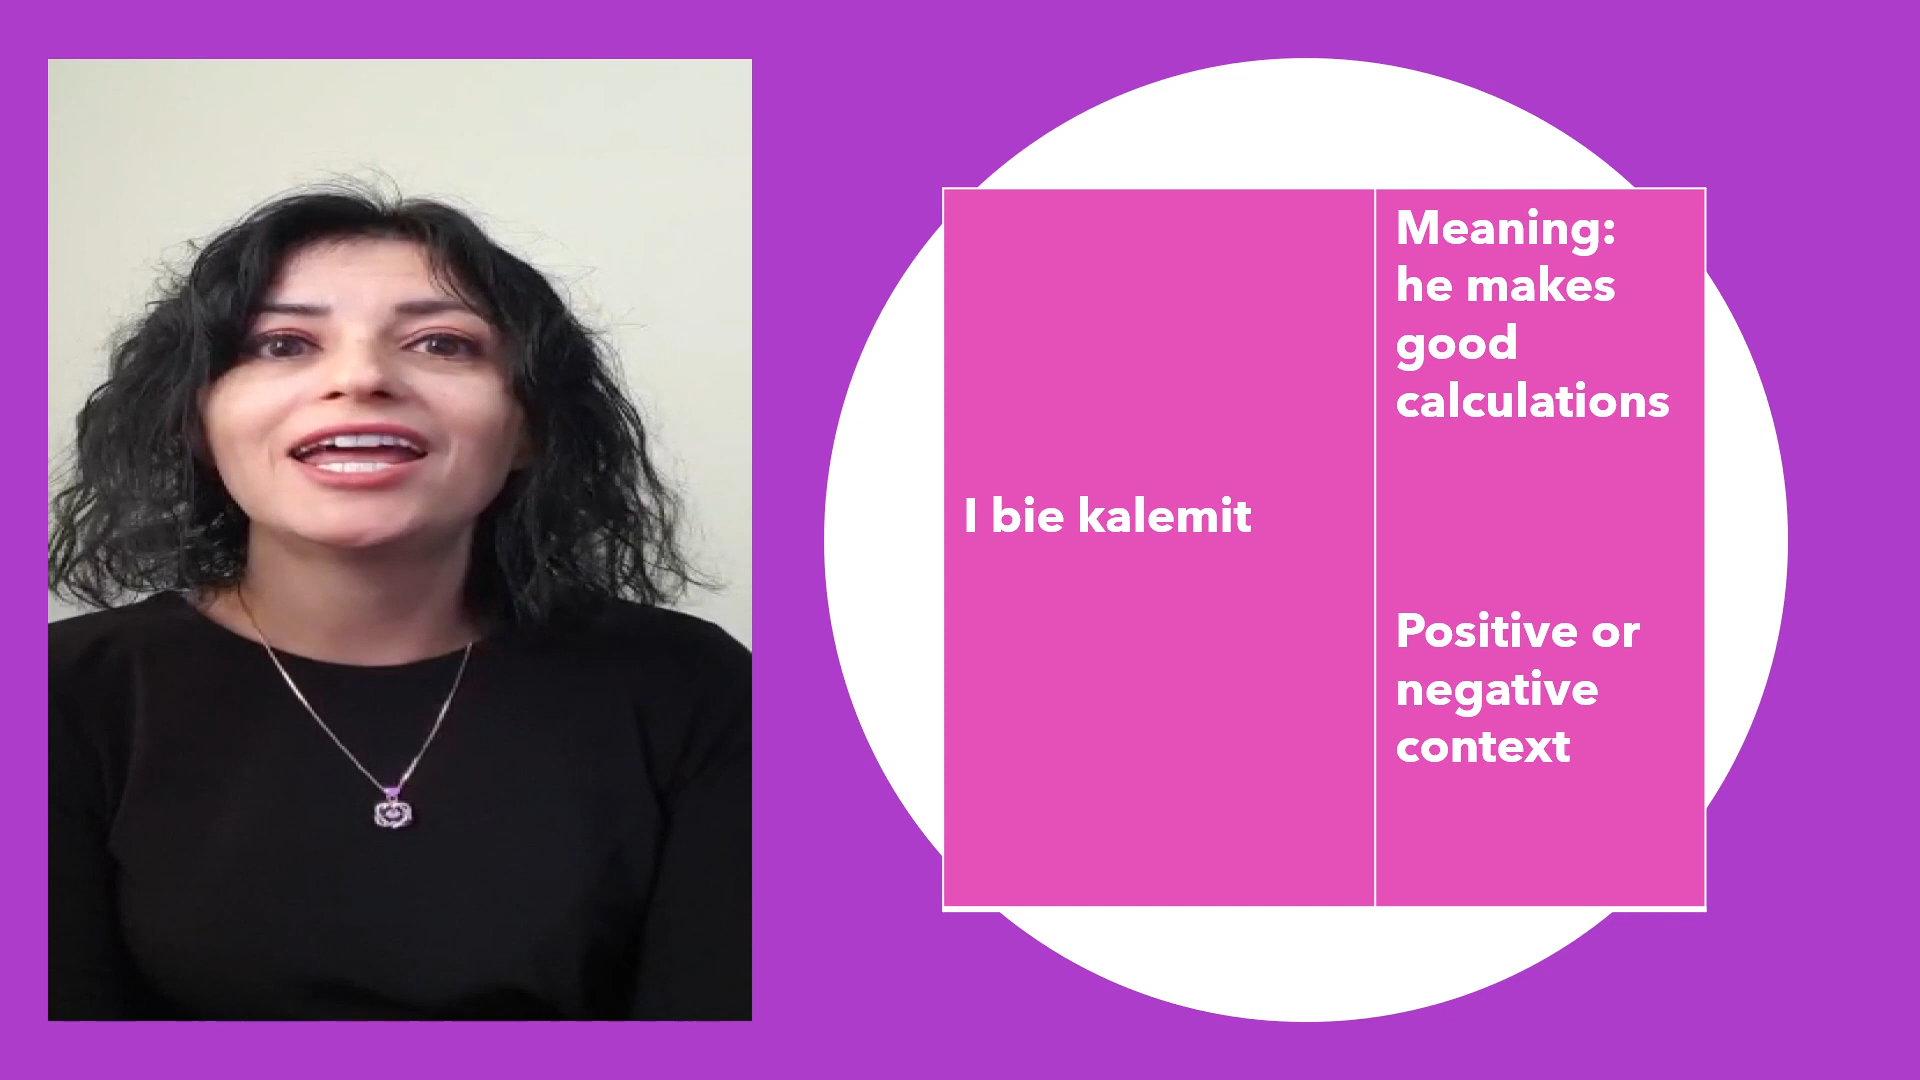 I bie kalemit
Meaning:
he makes
good
calculations
Positive or
negative
context